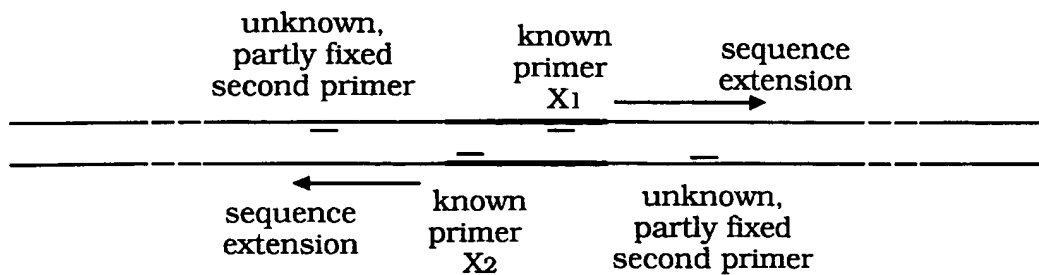 unknown,
partly fixed
second primer
known
primer
X1
sequence
extension
sequence
extension
known
primer
X2
unknown,
partly fixed
second primer